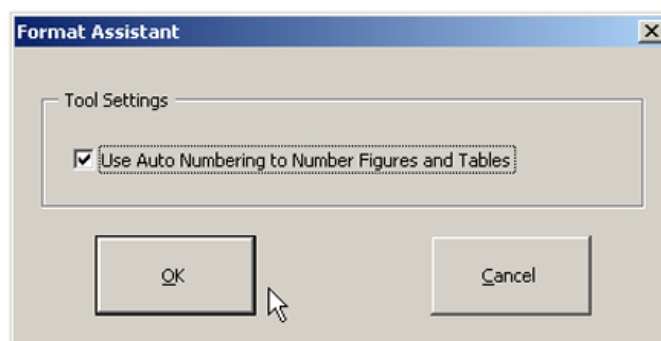 Format Assistant
Tool Settings
Use Auto Numbering to Number Figures and Tables
OK
Cancel